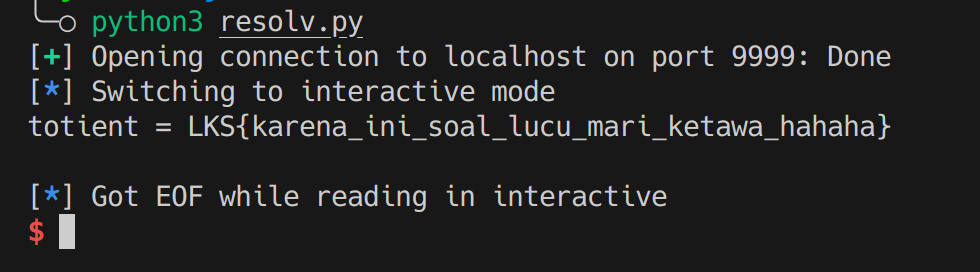 ╰─○ python3 resolv.py
[+] Opening connection to localhost on port 9999: Done
[*] Switching to interactive mode
totient = LKS{karena_ini_soal_lucu_mari_ketawa_hahaha}
[*] Got EOF while reading in interactive
$